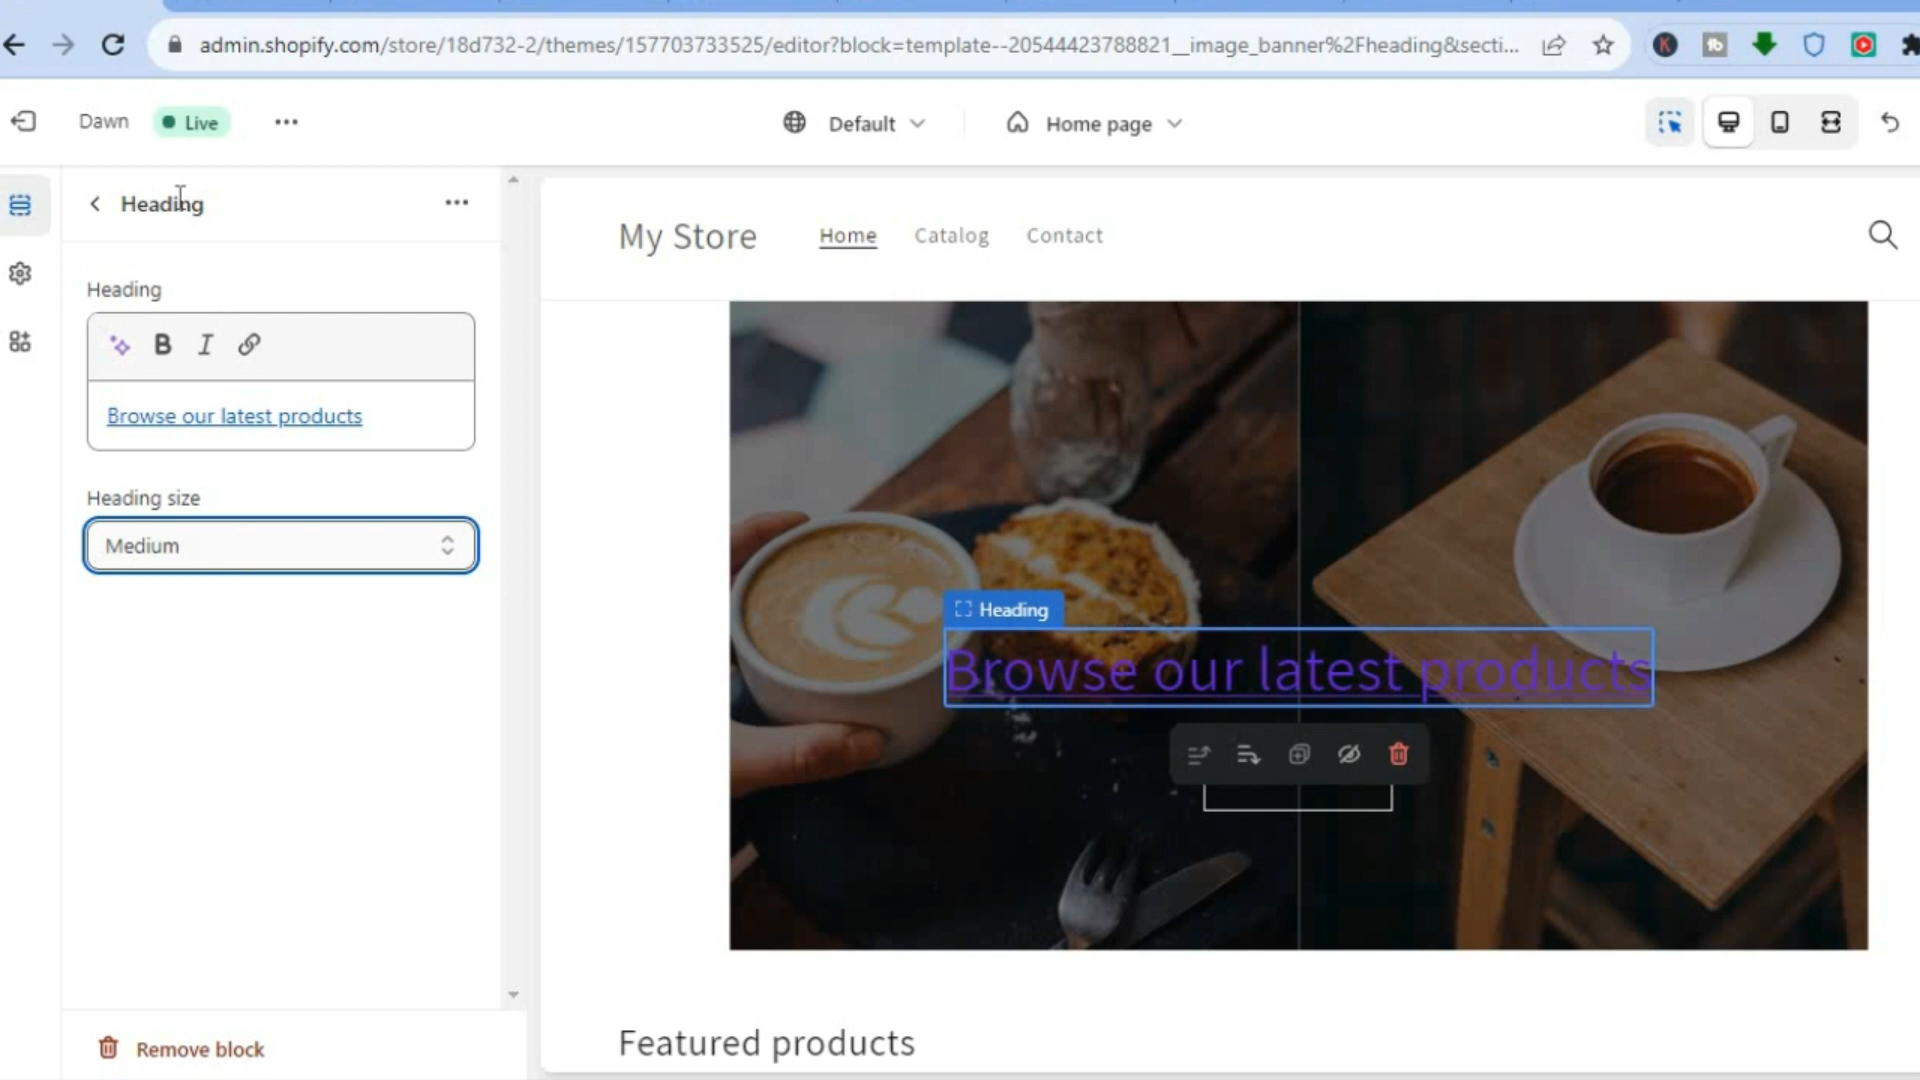 admin.shopify.com/store/18d732-2/themes/157703733525/editor?block=template--20544423788821__image_banner%2Fheading&secti...
Dawn
Live
Default
Home page
Heading
Heading
B I
Browse our latest products
Heading size
Medium
Remove block
My Store
Home
Catalog
Contact
Heading
Browse our latest products
Featured products